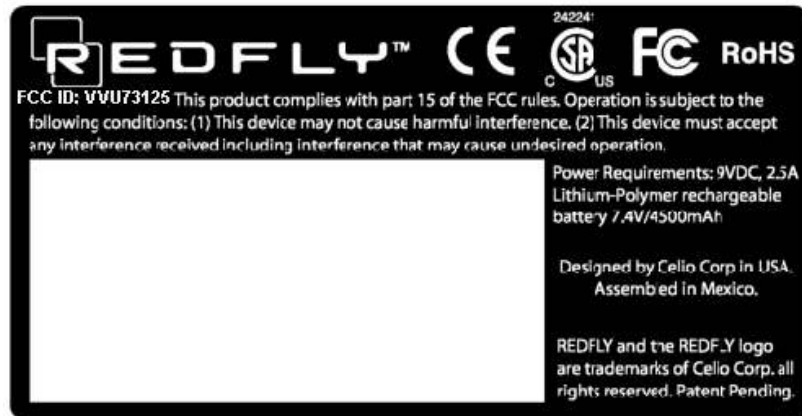 242241
REDFLY™ CE C SA US FC RoHS
FCC ID: VVU73125 This product complies with part 15 of the FCC rules. Operation is subject to the
following conditions: (1) This device may not cause harmful interference. (2) This device must accept
any interference received including interference that may cause undesired operation.
Power Requirements: 9VDC, 2.5A
Lithium-Polymer rechargeable
battery 7.4V/4500mAh
Designed by Celio Corp in USA.
Assembled in Mexico.
REDFLY and the REDFLY logo
are trademarks of Celio Corp. all
rights reserved. Patent Pending.